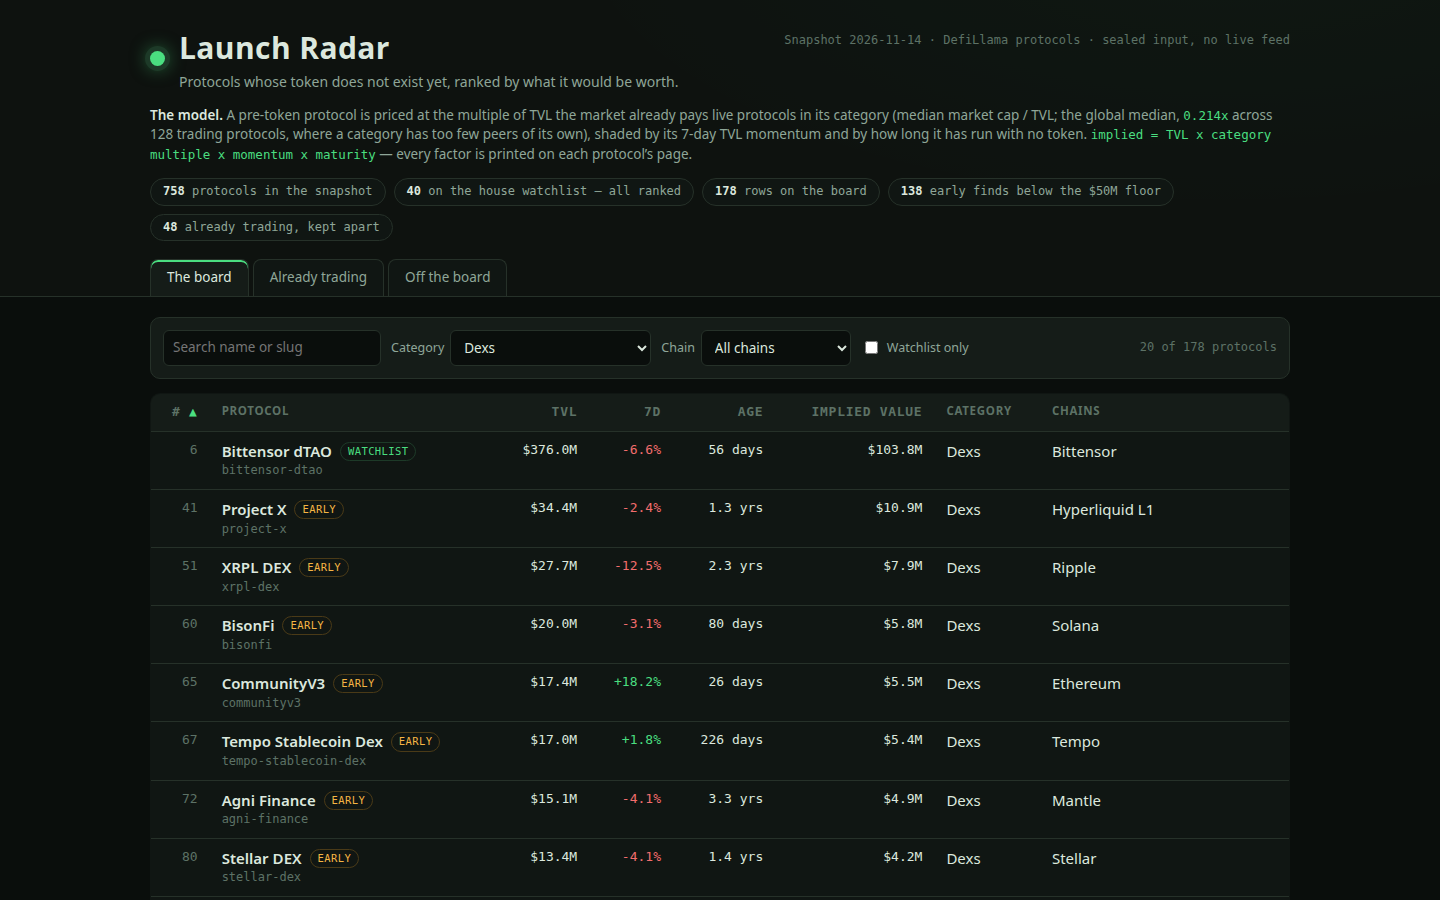 Launch Radar
Snapshot 2026-11-14 · DefiLlama protocols · sealed input, no live feed
Protocols whose token does not exist yet, ranked by what it would be worth.
The model. A pre-token protocol is priced at the multiple of TVL the market already pays live protocols in its category (median market cap / TVL; the global median, 0.214x across
128 trading protocols, where a category has too few peers of its own), shaded by its 7-day TVL momentum and by how long it has run with no token. implied = TVL x category
multiple x momentum x maturity — every factor is printed on each protocol's page.
758 protocols in the snapshot
40 on the house watchlist — all ranked
178 rows on the board
138 early finds below the $50M floor
48 already trading, kept apart
The board
Already trading
Off the board
Search name or slug
Category Dexs
Chain All chains
Watchlist only
20 of 178 protocols
# ▲ PROTOCOL TVL 7D AGE IMPLIED VALUE CATEGORY CHAINS
6 Bittensor dTAO WATCHLIST $376.0M -6.6% 56 days $103.8M Dexs Bittensor
bittensor-dtao
41 Project X EARLY $34.4M -2.4% 1.3 yrs $10.9M Dexs Hyperliquid L1
project-x
51 XRPL DEX EARLY $27.7M -12.5% 2.3 yrs $7.9M Dexs Ripple
xrpl-dex
60 BisonFi EARLY $20.0M -3.1% 80 days $5.8M Dexs Solana
bisonfi
65 CommunityV3 EARLY $17.4M +18.2% 26 days $5.5M Dexs Ethereum
communityv3
67 Tempo Stablecoin Dex EARLY $17.0M +1.8% 226 days $5.4M Dexs Tempo
tempo-stablecoin-dex
72 Agni Finance EARLY $15.1M -4.1% 3.3 yrs $4.9M Dexs Mantle
agni-finance
80 Stellar DEX EARLY $13.4M -4.1% 1.4 yrs $4.2M Dexs Stellar
stellar-dex